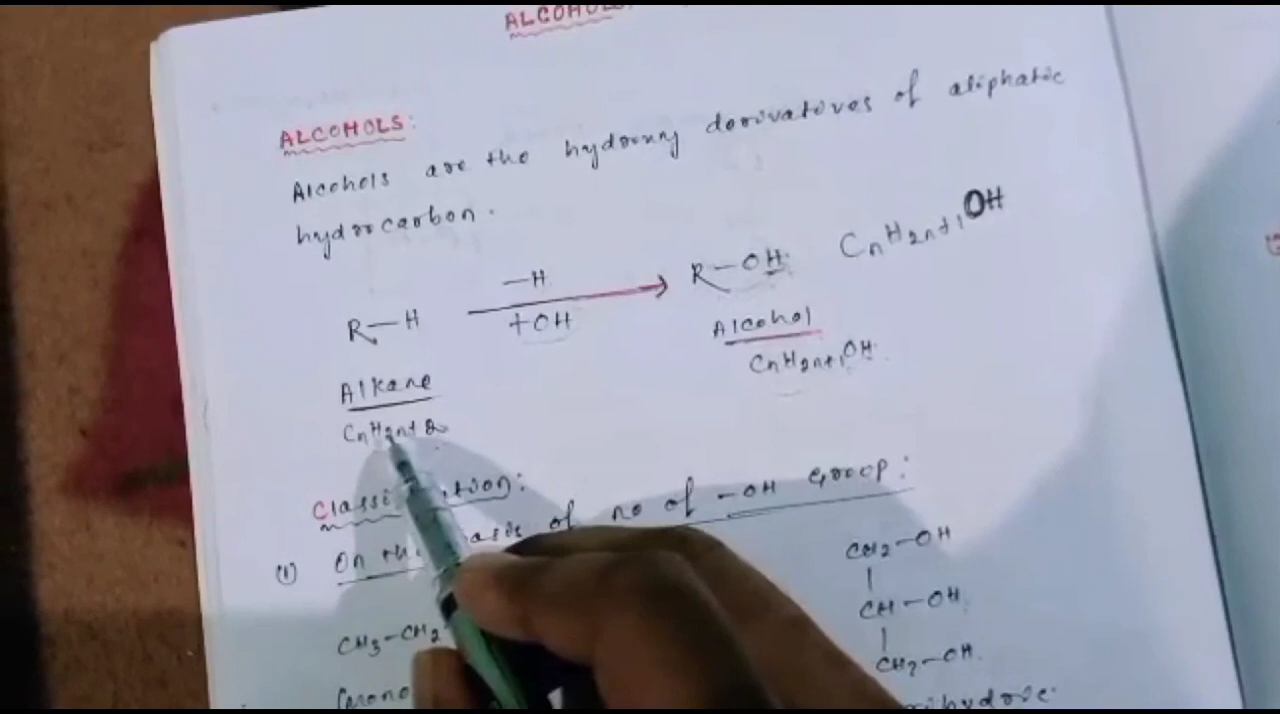 ALCOHOLS:
Alcohols are the hydroxy derivatives of aliphatic
hydrocarbon.
R—H —H +OH R—OH. CnH2n+1OH
Alkane Alcohol
CnH2n+2 CnH2n+1OH.
(1) On the of no of -OH group:
CH2—OH
CH—OH.
CH3—CH2 CH2—OH.